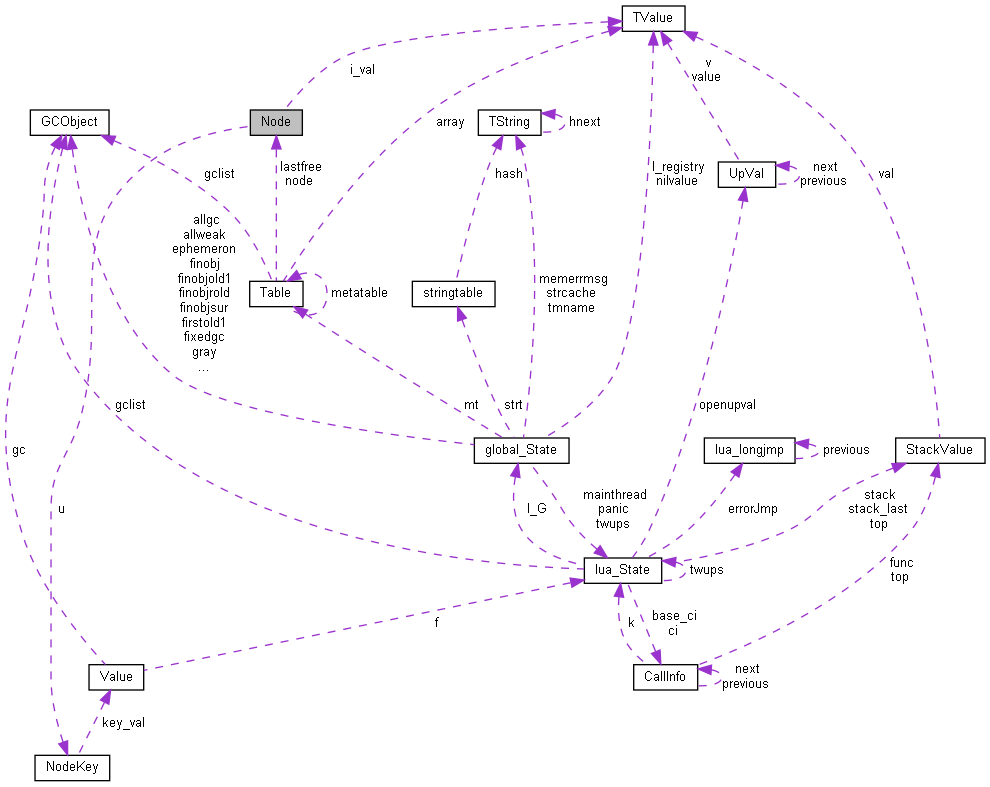 TValue
i_val
v
value
GCObject
Node
array
TString
hnext
gclist
lastfree
node
hash
l_registry
nilvalue
UpVal
next
previous
val
allgc
allweak
ephemeron
finobj
finobjold1
finobjrold
finobjsur
firstold1
fixedgc
gray
...
Table
metatable
stringtable
memerrmsg
strcache
tmname
gclist
mt
strt
openupval
gc
global_State
lua_longjmp
previous
StackValue
u
l_G
mainthread
panic
twups
errorJmp
stack
stack_last
top
lua_State
twups
func
top
f
k
base_ci
ci
Value
CallInfo
next
previous
key_val
NodeKey